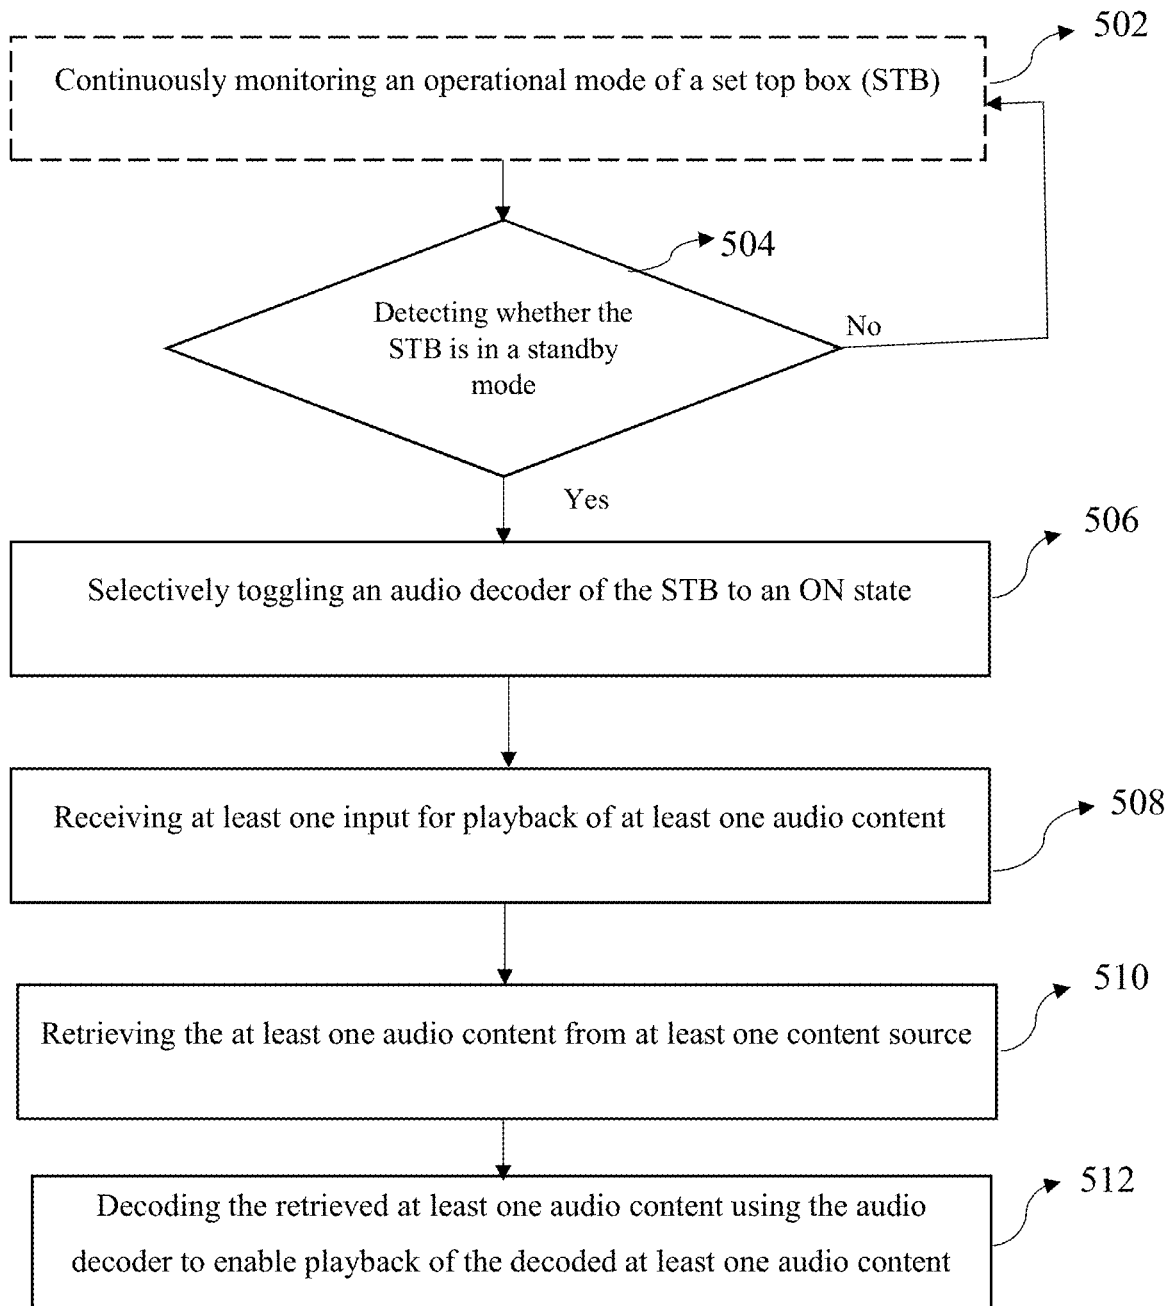 502
Continuously monitoring an operational mode of a set top box (STB)
504
Detecting whether the
STB is in a standby
mode
No
Yes
506
Selectively toggling an audio decoder of the STB to an ON state
508
Receiving at least one input for playback of at least one audio content
510
Retrieving the at least one audio content from at least one content source
512
Decoding the retrieved at least one audio content using the audio
decoder to enable playback of the decoded at least one audio content